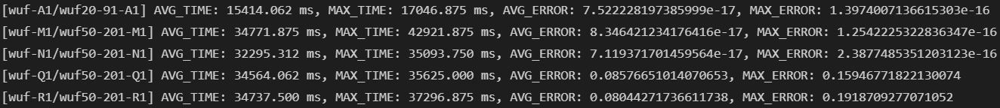 [wuf-A1/wuf20-91-A1] AVG_TIME: 15414.062 ms, MAX_TIME: 17046.875 ms, AVG_ERROR: 7.522228197385999e-17, MAX_ERROR: 1.3974007136615303e-16
[wuf-M1/wuf50-201-M1] AVG_TIME: 34771.875 ms, MAX_TIME: 42921.875 ms, AVG_ERROR: 8.346421234176416e-17, MAX_ERROR: 1.2542225322836347e-16
[wuf-N1/wuf50-201-N1] AVG_TIME: 32295.312 ms, MAX_TIME: 35093.750 ms, AVG_ERROR: 7.119371701459564e-17, MAX_ERROR: 2.3877485351203123e-16
[wuf-Q1/wuf50-201-Q1] AVG_TIME: 34564.062 ms, MAX_TIME: 35625.000 ms, AVG_ERROR: 0.08576651014070653, MAX_ERROR: 0.15946771822130074
[wuf-R1/wuf50-201-R1] AVG_TIME: 34737.500 ms, MAX_TIME: 37296.875 ms, AVG_ERROR: 0.08044271736611738, MAX_ERROR: 0.1918709277071052